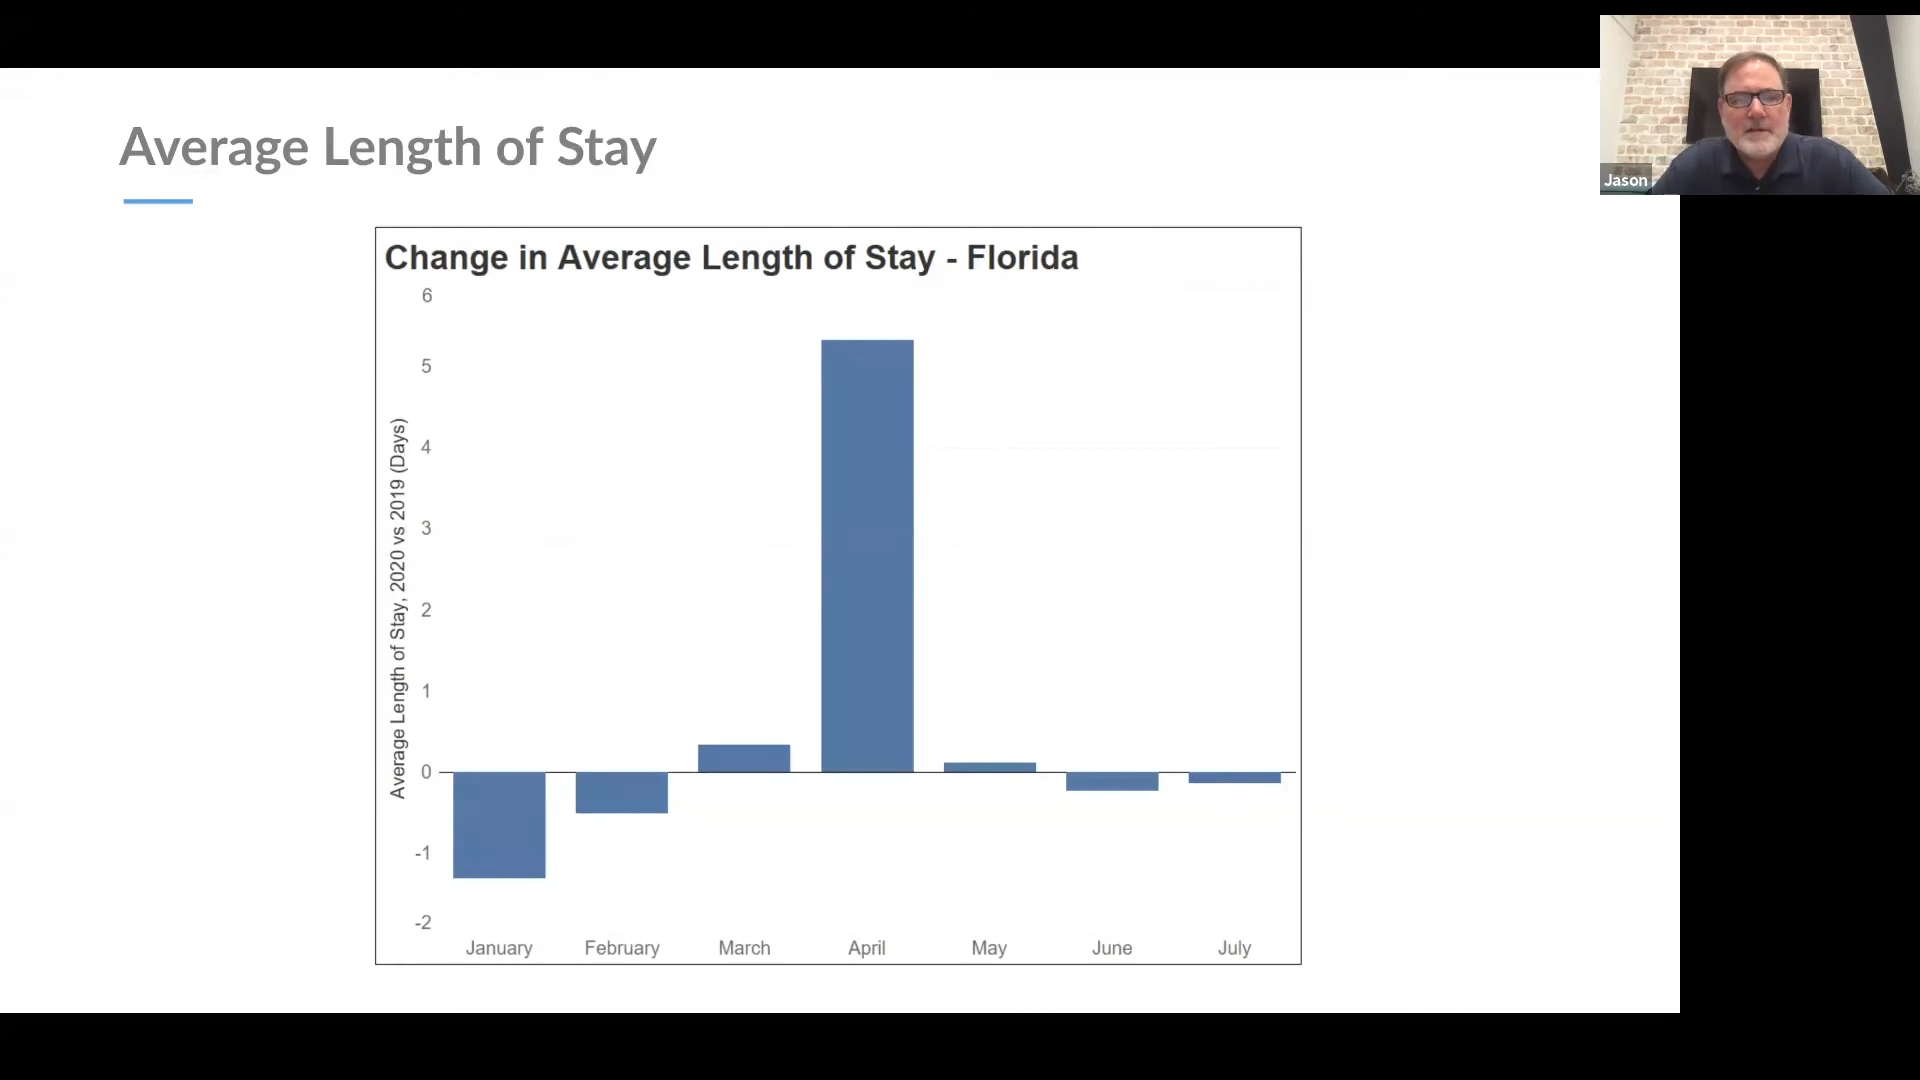 Average Length of Stay
Jason
Change in Average Length of Stay - Florida
Average Length of Stay, 2020 vs 2019 (Days)
6
5
4
3
2
1
0
-1
-2
January February March April May June July